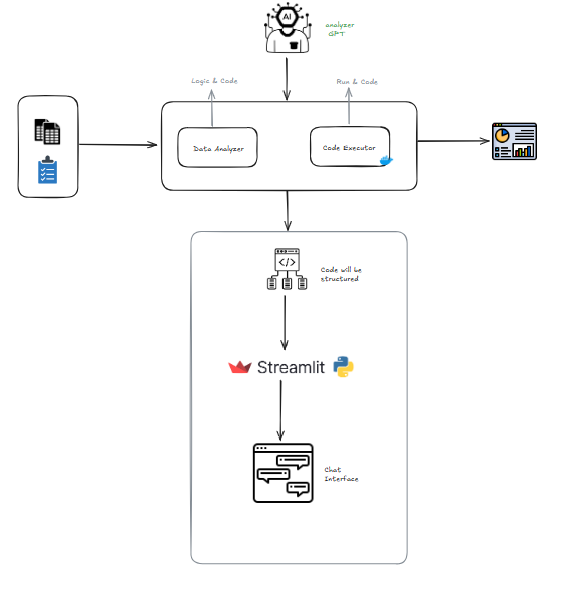 AI
analyzer
GPT
Logic & Code
Run & Code
Data Analyzer
Code Executor
</>
Code will be
structured
Streamlit
Chat
Interface